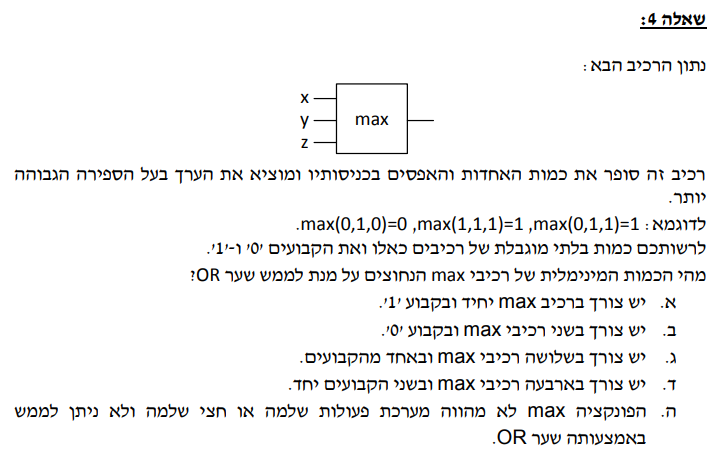 שאלה 4:
נתון הרכיב הבא:
x
y
max
z
רכיב זה סופר את כמות האחדות והאפסים בכניסותיו ומוציא את הערך בעל הספירה הגבוהה
יותר.
לדוגמא: max(0,1,1)=1, max(1,1,1)=1, max(0,1,0)=0.
לרשותכם כמות בלתי מוגבלת של רכיבים כאלו ואת הקבועים '0' ו-'1'.
מהי הכמות המינימלית של רכיבי max הנחוצים על מנת לממש שער OR?
א. יש צורך ברכיב max יחיד ובקבוע '1'.
ב. יש צורך בשני רכיבי max ובקבוע '0'.
ג. יש צורך בשלושה רכיבי max ובאחד מהקבועים.
ד. יש צורך בארבעה רכיבי max ובשני הקבועים יחד.
ה. הפונקציה max לא מהווה מערכת פעולות שלמה או חצי שלמה ולא ניתן לממש
באמצעותה שער OR.